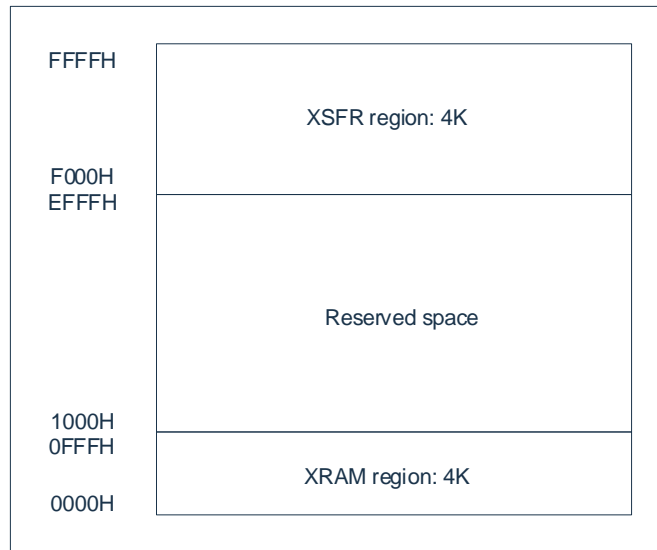 FFFFH
XSFR region: 4K
F000H
EFFFH
Reserved space
1000H
0FFFH
XRAM region: 4K
0000H